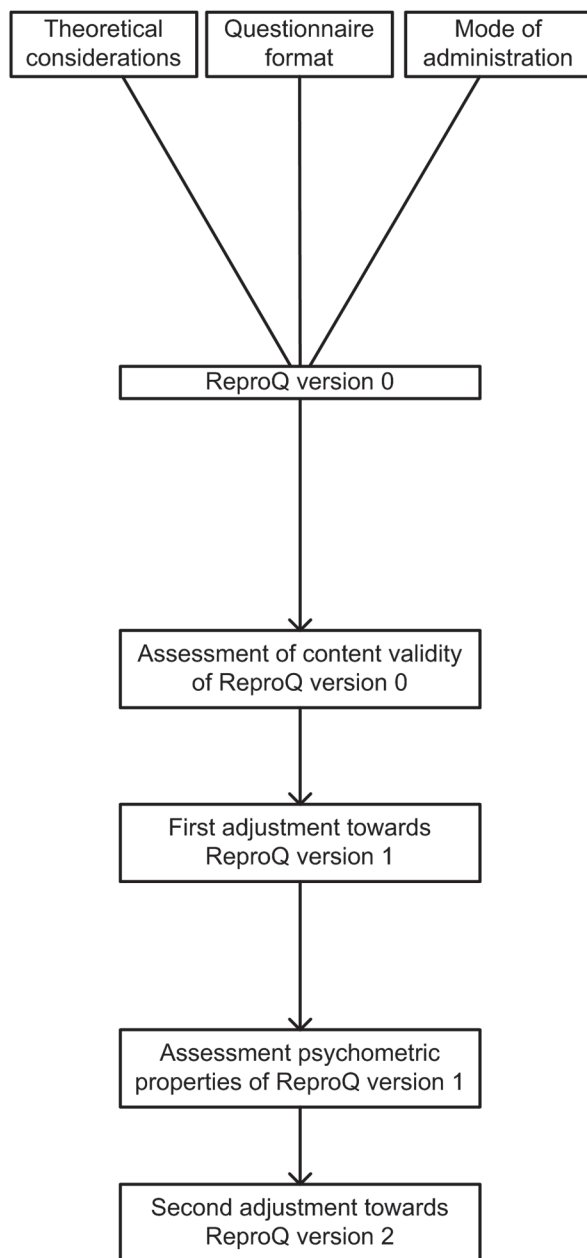 Theoretical
considerations
Questionnaire
format
Mode of
administration
ReproQ version 0
Assessment of content validity
of ReproQ version 0
First adjustment towards
ReproQ version 1
Assessment psychometric
properties of ReproQ version 1
Second adjustment towards
ReproQ version 2